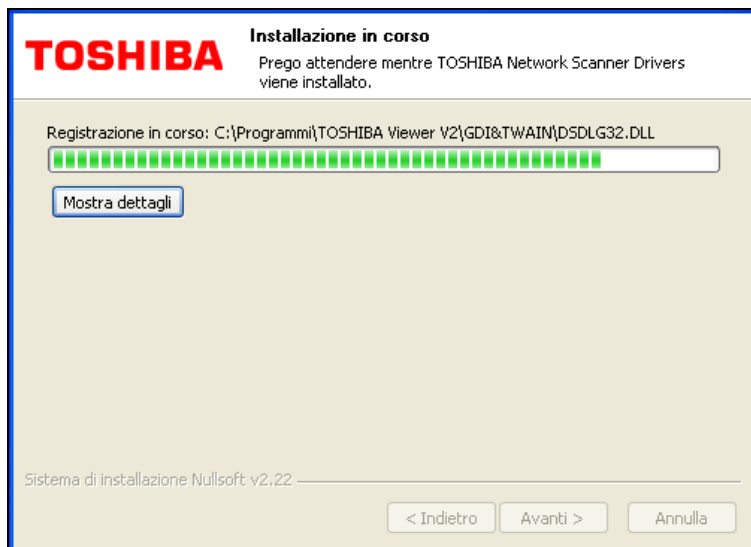 TOSHIBA
Installazione in corso
Prego attendere mentre TOSHIBA Network Scanner Drivers
viene installato.
Registrazione in corso: C:\Programmi\TOSHIBA Viewer V2\GDI&TWAIN\DSDLG32.DLL
Mostra dettagli
Sistema di installazione Nullsoft v2.22
< Indietro
Avanti >
Annulla